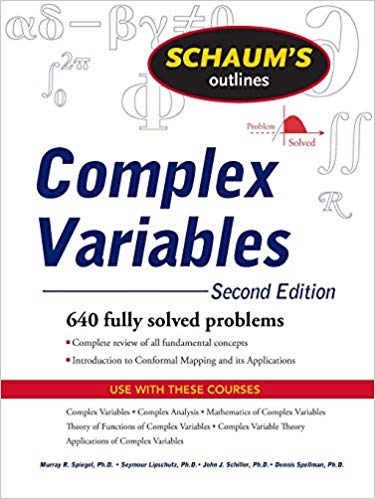 αδ–βγ≠0
Φ
∫₀^2π
∬
ℛ
SCHAUM'S
outlines
Problem
Solved
Complex
Variables
Second Edition
640 fully solved problems
• Complete review of all fundamental concepts
• Introduction to Conformal Mapping and its Applications
USE WITH THESE COURSES
Complex Variables • Complex Analysis • Mathematics of Complex Variables
Theory of Functions of Complex Variables • Complex Variable Theory
Applications of Complex Variables
Murray R. Spiegel, Ph.D. • Seymour Lipschutz, Ph.D. • John J. Schiller, Ph.D. • Dennis Spellman, Ph.D.